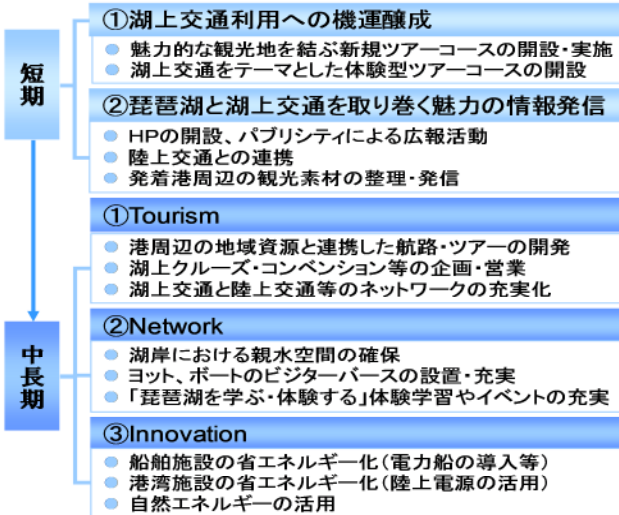 短期
①湖上交通利用への機運醸成
魅力的な観光地を結ぶ新規ツアーコースの開設・実施
湖上交通をテーマとした体験型ツアーコースの開設
②琵琶湖と湖上交通を取り巻く魅力の情報発信
HPの開設、パブリシティによる広報活動
陸上交通との連携
発着港周辺の観光素材の整理・発信
中長期
①Tourism
港周辺の地域資源と連携した航路・ツアーの開発
湖上クルーズ・コンベンション等の企画・営業
湖上交通と陸上交通等のネットワークの充実化
②Network
湖岸における親水空間の確保
ヨット、ボートのビジターバースの設置・充実
「琵琶湖を学ぶ・体験する」体験学習やイベントの充実
③Innovation
船舶施設の省エネルギー化(電力船の導入等)
港湾施設の省エネルギー化(陸上電源の活用)
自然エネルギーの活用